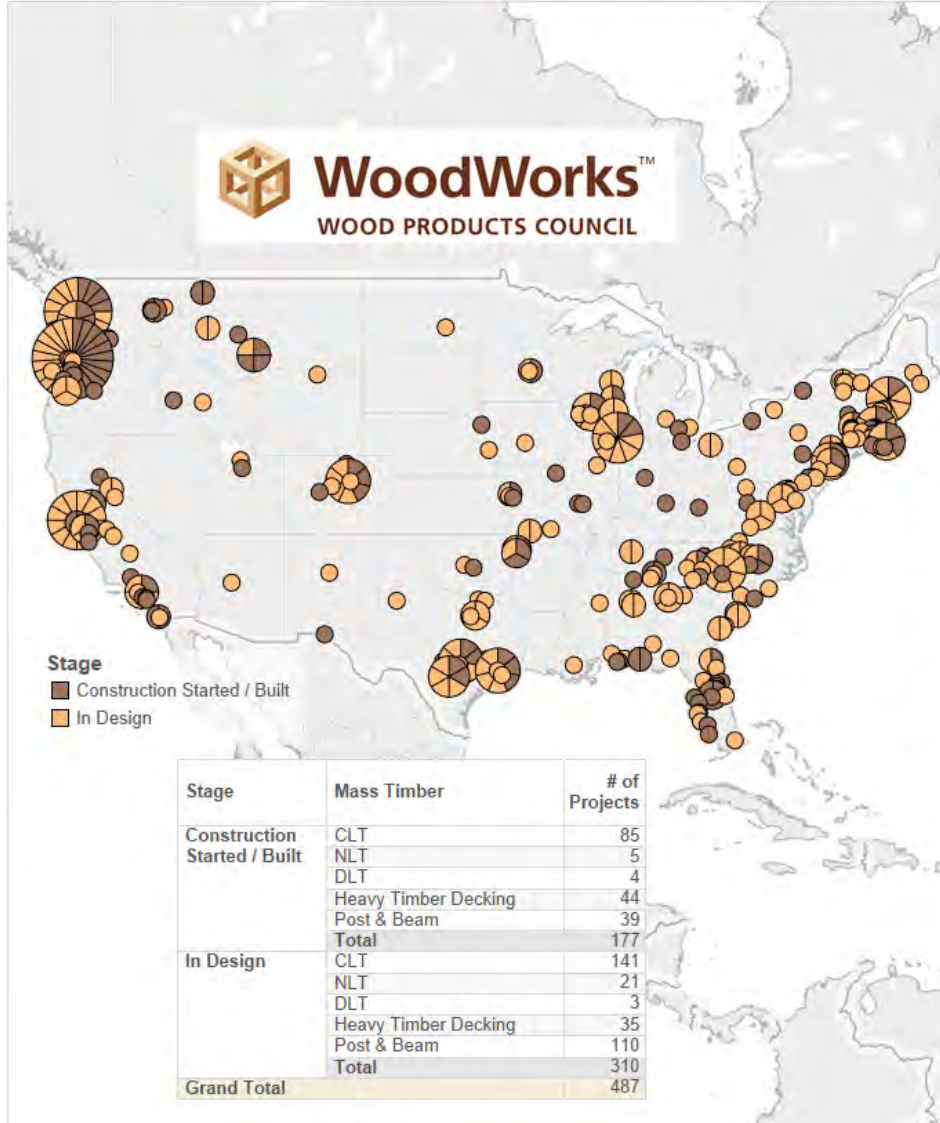 WoodWorks™
WOOD PRODUCTS COUNCIL
Stage
Construction Started / Built
In Design
Stage Mass Timber # of Projects
Construction Started / Built CLT 85
NLT 5
DLT 4
Heavy Timber Decking 44
Post & Beam 39
Total 177
In Design CLT 141
NLT 21
DLT 3
Heavy Timber Decking 35
Post & Beam 110
Total 310
Grand Total 487